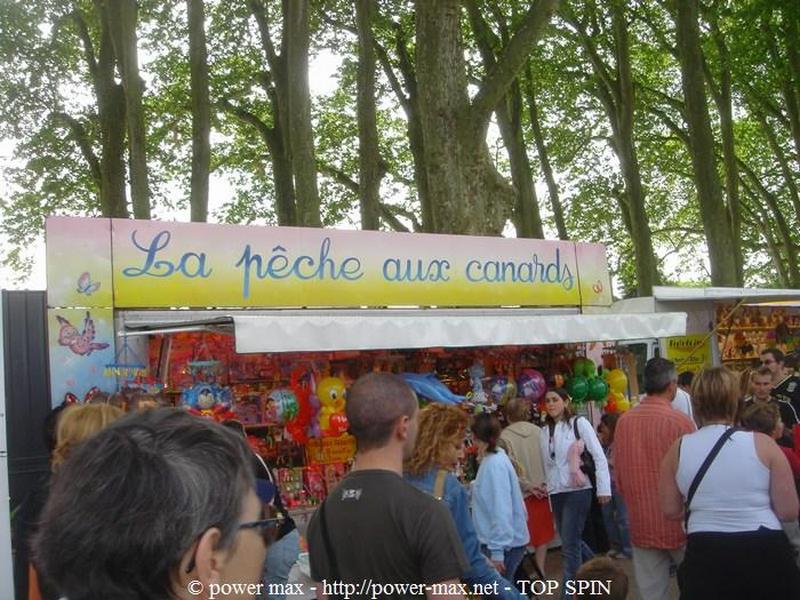 La pêche aux canards
© power max - http://power-max.net - TOP SPIN